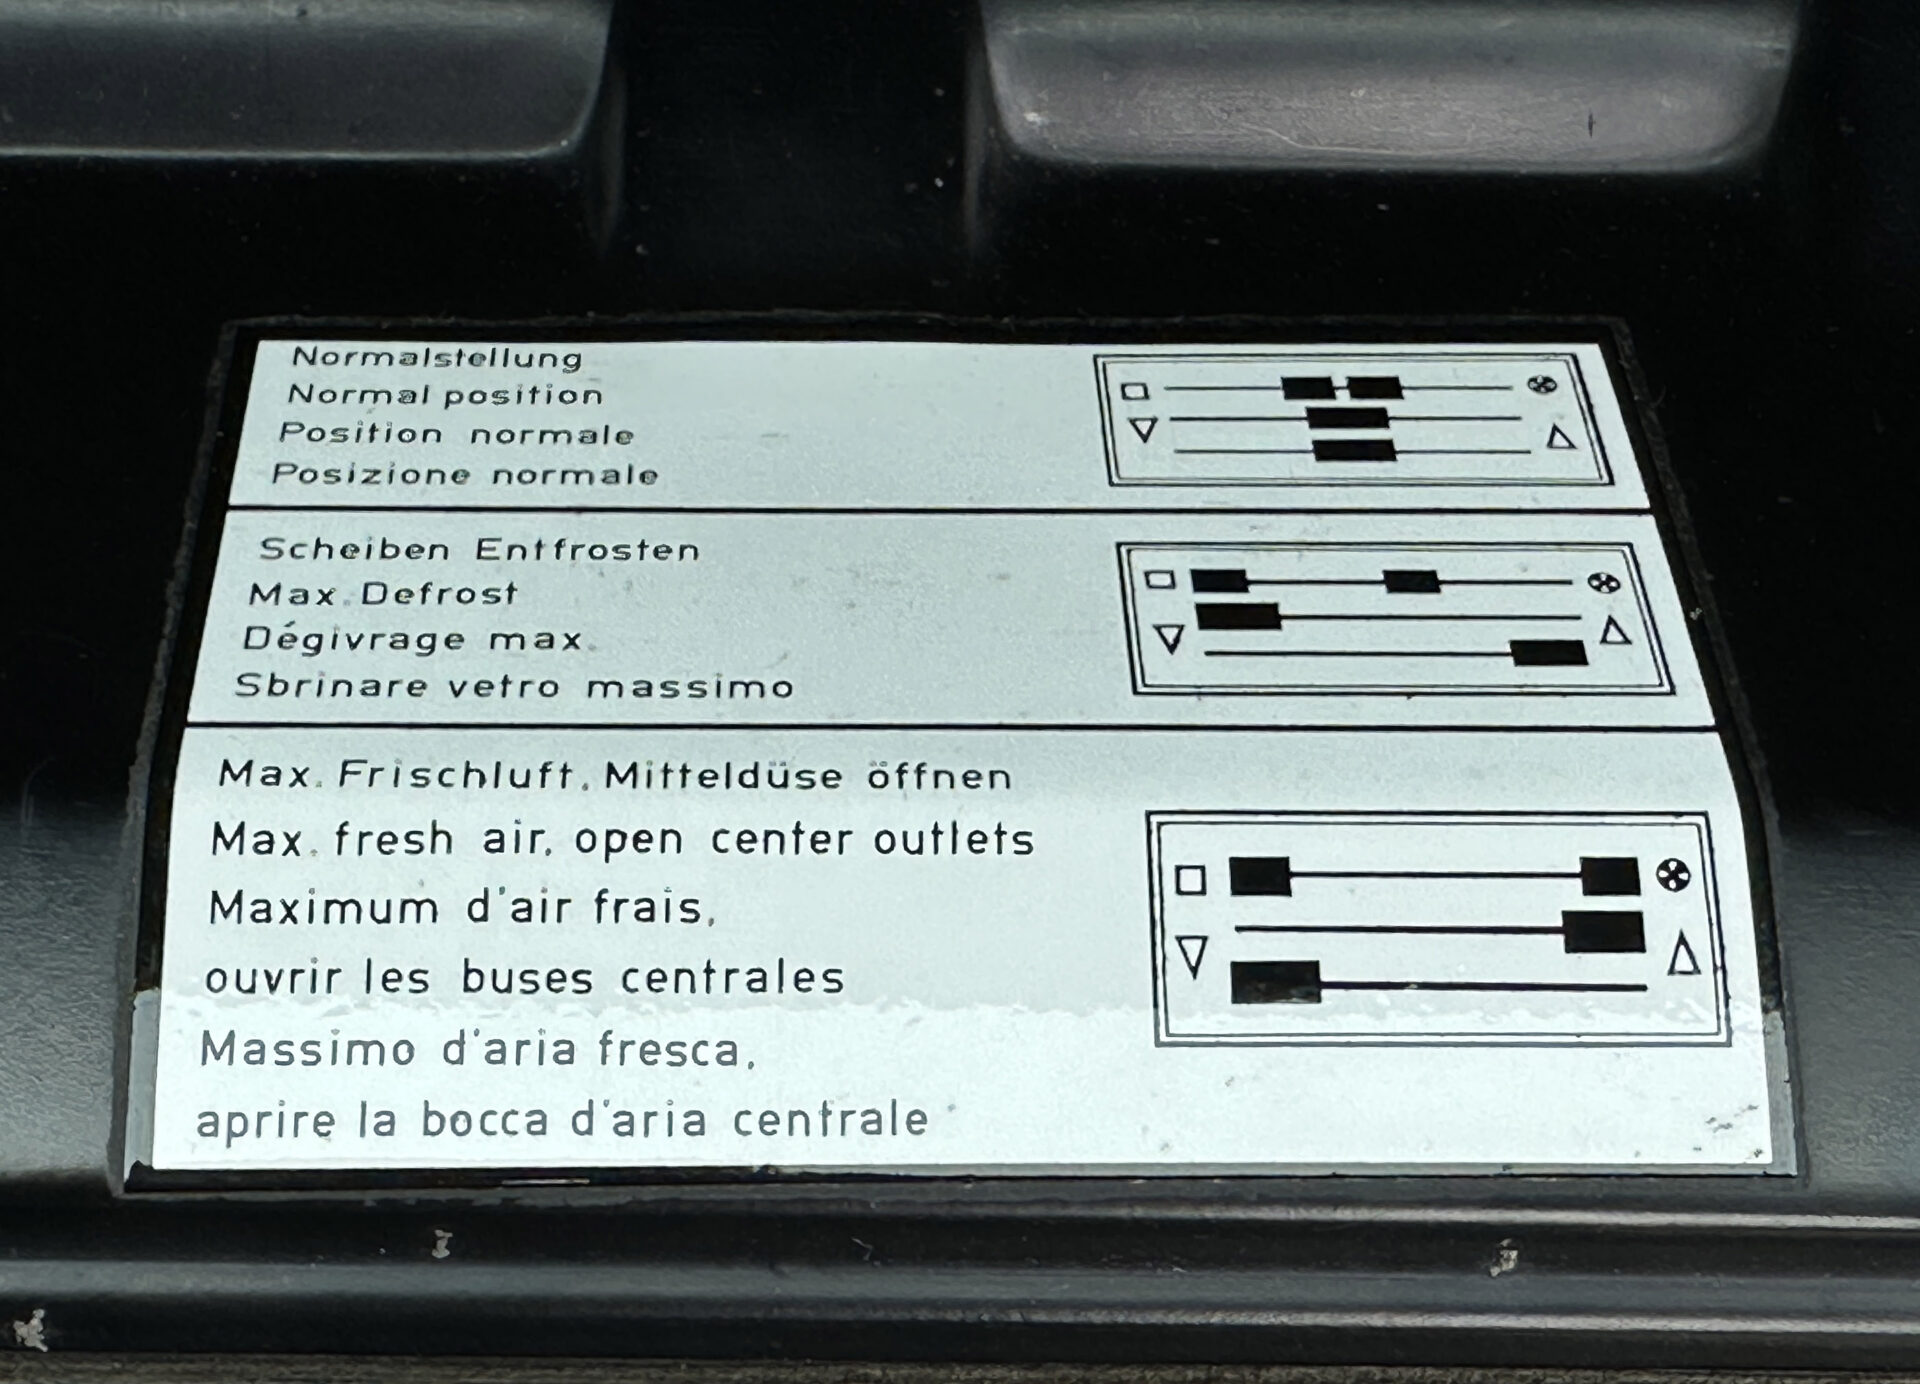 Normalstellung
Normal position
Position normale
Posizione normale
Scheiben Entfrosten
Max. Defrost
Dégivrage max.
Sbrinare vetro massimo
Max. Frischluft, Mitteldüse öffnen
Max. fresh air, open center outlets
Maximum d'air frais,
ouvrir les buses centrales
Massimo d'aria fresca,
aprire la bocca d'aria centrale